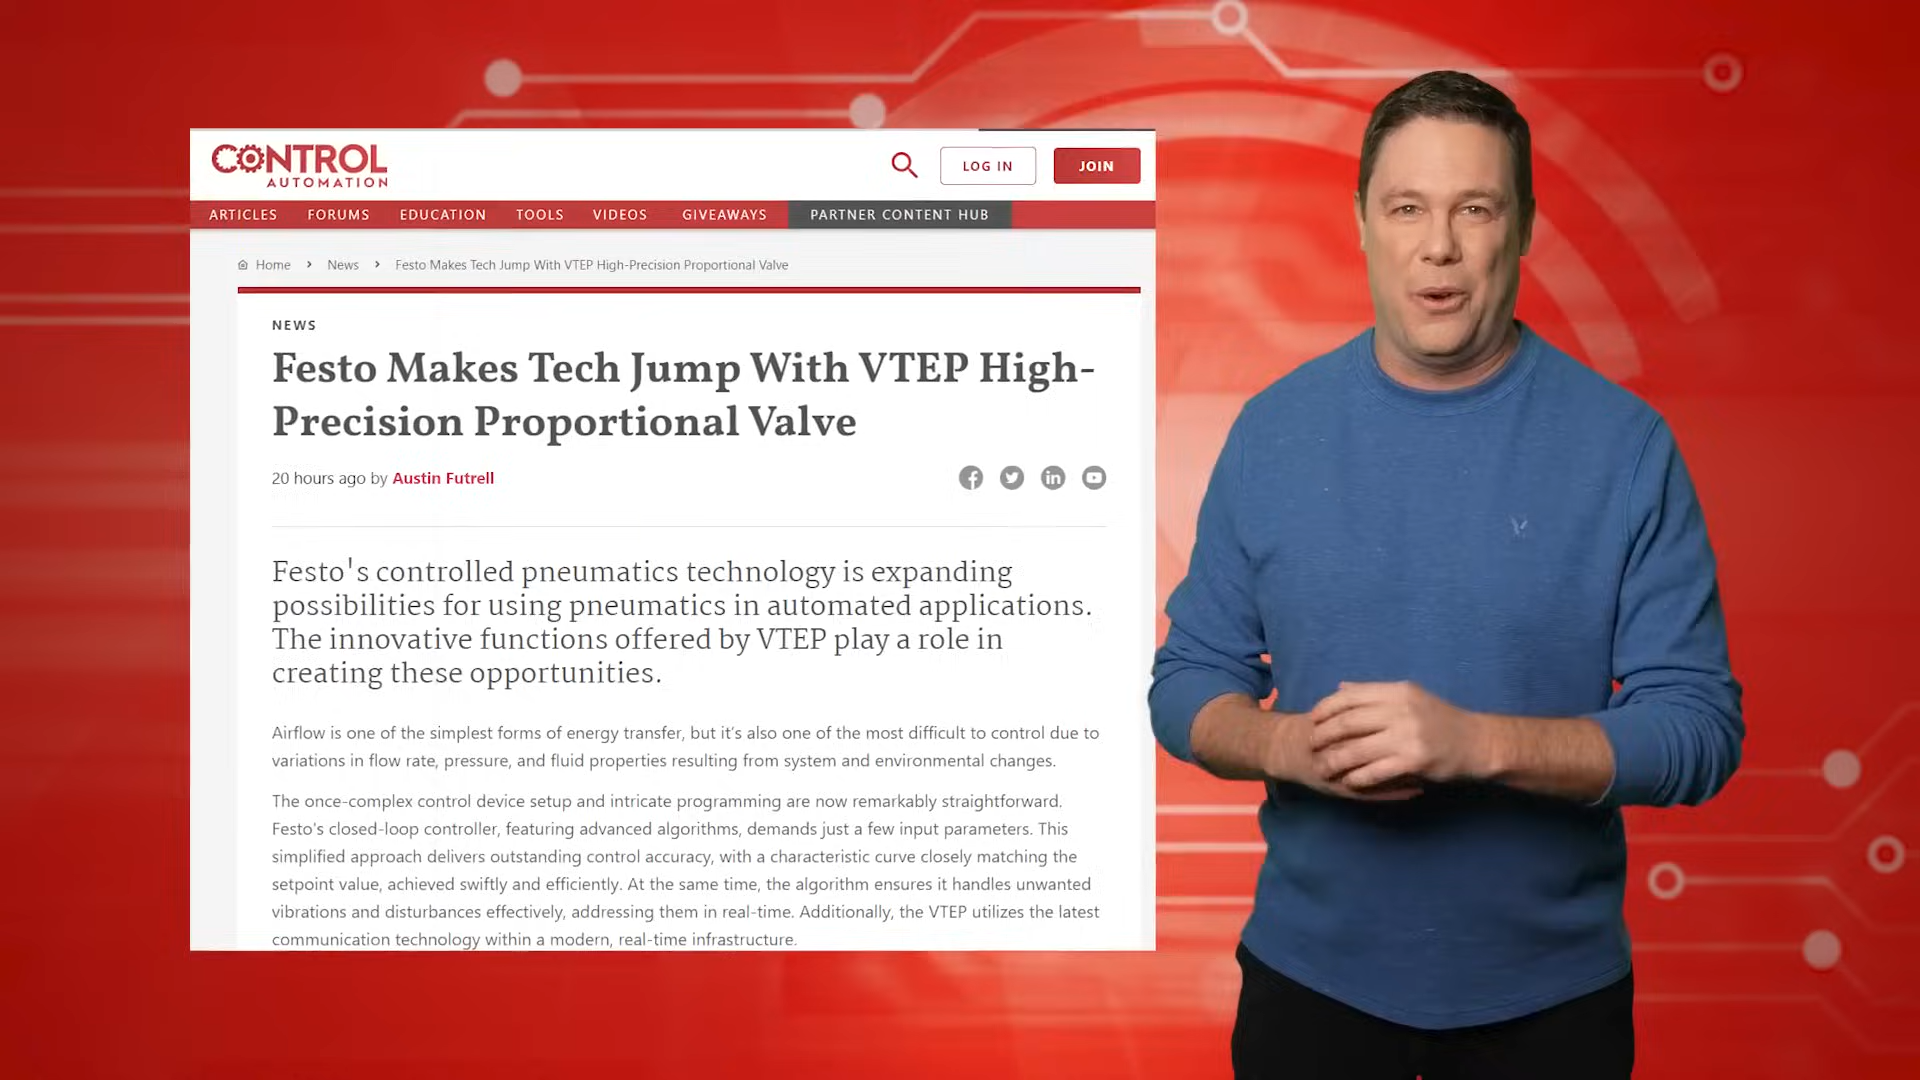 CONTROL
AUTOMATION
LOG IN
JOIN
ARTICLES FORUMS EDUCATION TOOLS VIDEOS GIVEAWAYS PARTNER CONTENT HUB
Home > News > Festo Makes Tech Jump With VTEP High-Precision Proportional Valve
NEWS
Festo Makes Tech Jump With VTEP High-
Precision Proportional Valve
20 hours ago by Austin Futrell
Festo's controlled pneumatics technology is expanding
possibilities for using pneumatics in automated applications.
The innovative functions offered by VTEP play a role in
creating these opportunities.
Airflow is one of the simplest forms of energy transfer, but it’s also one of the most difficult to control due to
variations in flow rate, pressure, and fluid properties resulting from system and environmental changes.
The once-complex control device setup and intricate programming are now remarkably straightforward.
Festo’s closed-loop controller, featuring advanced algorithms, demands just a few input parameters. This
simplified approach delivers outstanding control accuracy, with a characteristic curve closely matching the
setpoint value, achieved swiftly and efficiently. At the same time, the algorithm ensures it handles unwanted
vibrations and disturbances effectively, addressing them in real-time. Additionally, the VTEP utilizes the latest
communication technology within a modern, real-time infrastructure.